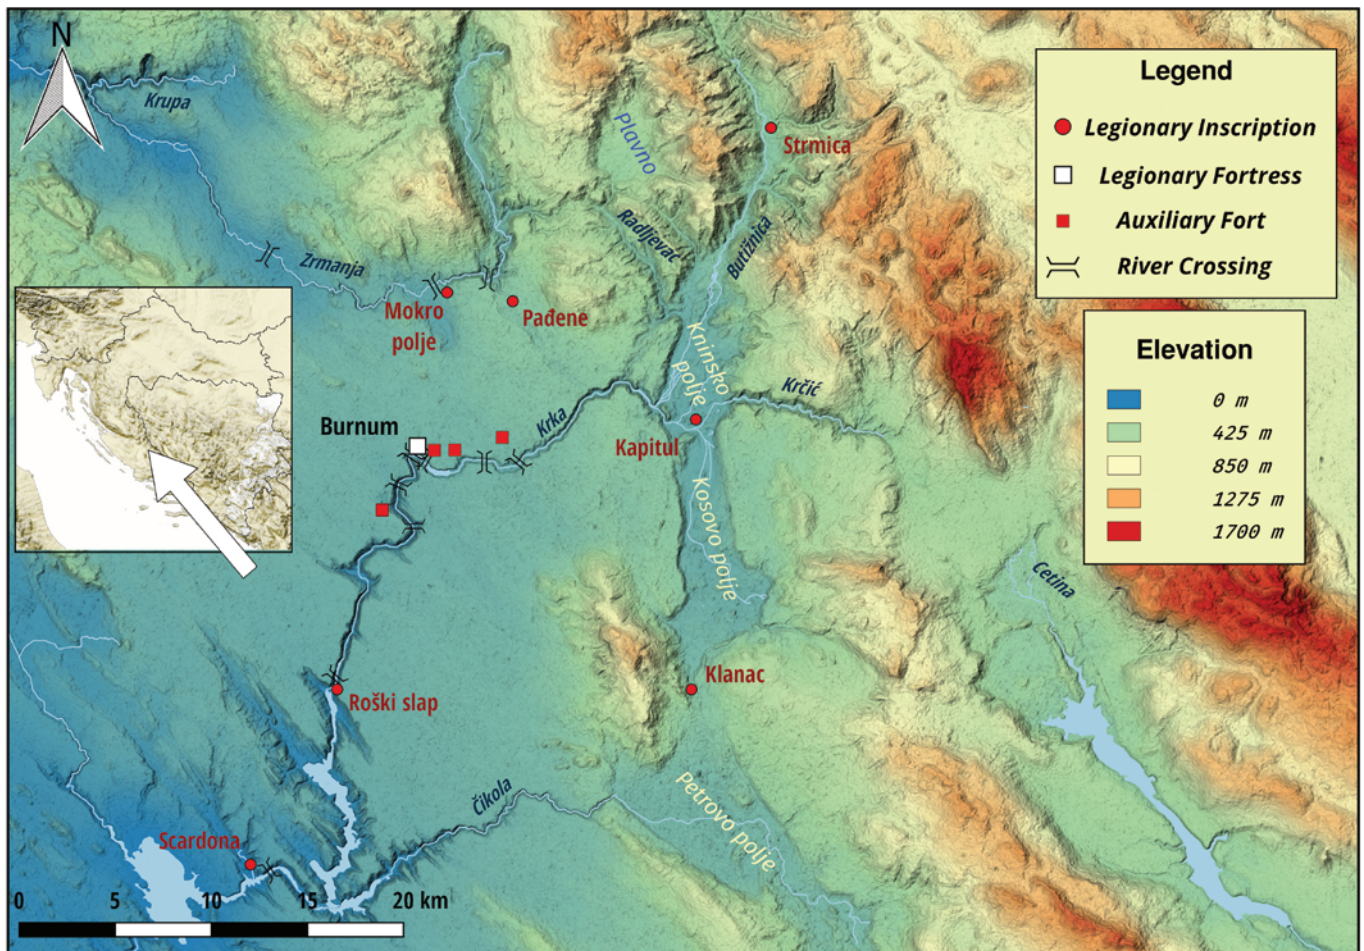 N
Krupa
Plavno
Strmica
Legend
Legionary Inscription
Legionary Fortress
Auxiliary Fort
River Crossing
Radljevac
Butižnica
Zrmanja
Mokro
polje
Pađene
Kninsko
polje
Elevation
0 m
425 m
850 m
1275 m
1700 m
Krčić
Burnum
Krka
Kapitul
Kosovo polje
Cetina
Klanac
Roški slap
Petrovo polje
Čikola
Scardona
0 5 10 15 20 km